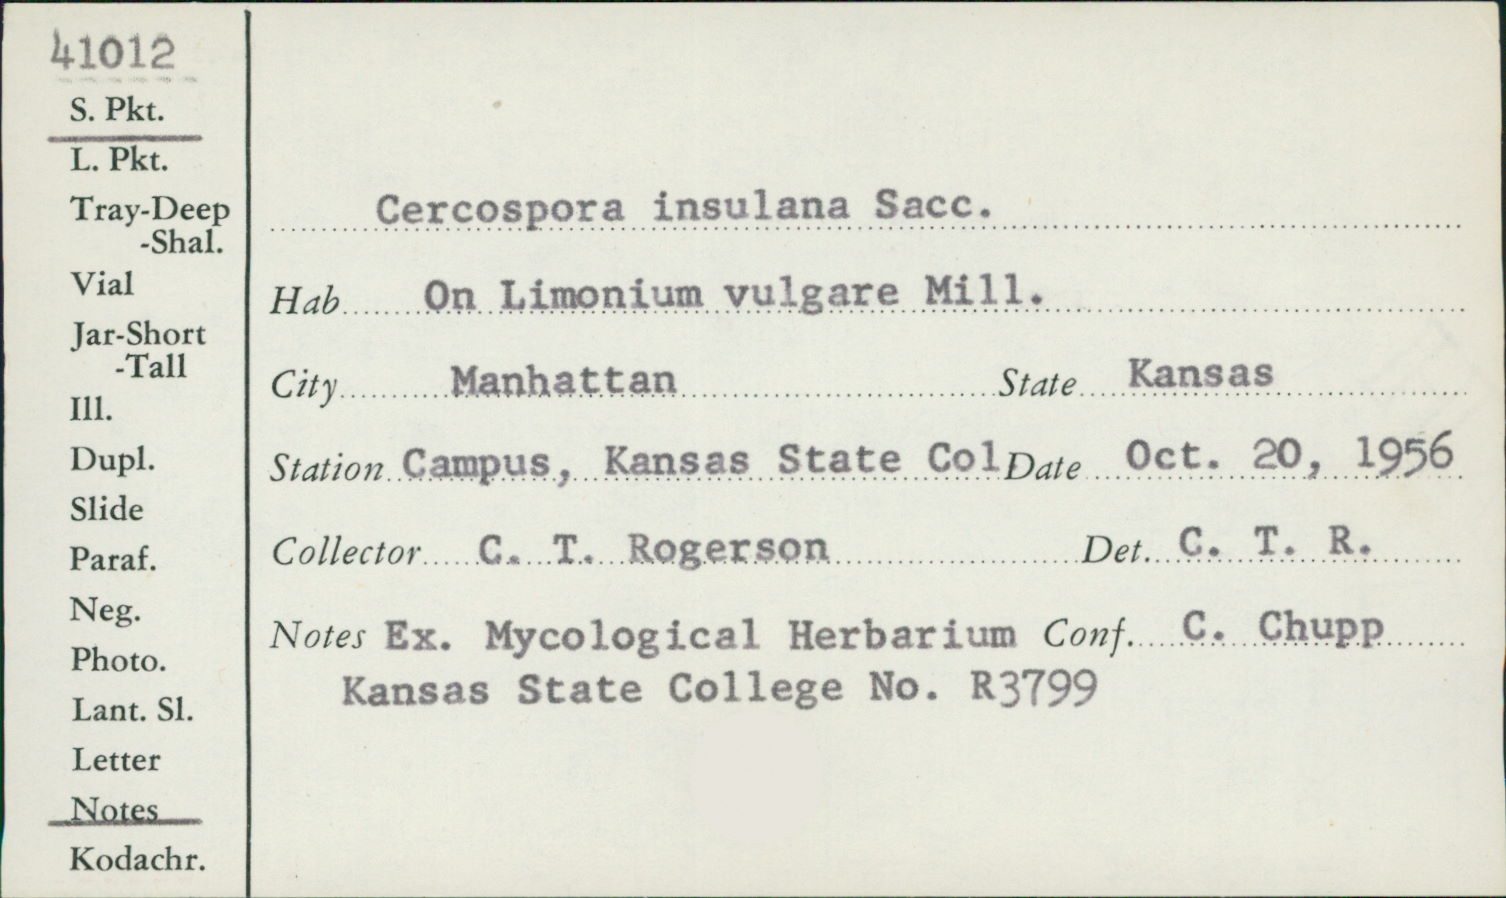 41012
S. Pkt.
L. Pkt.
Tray-Deep
-Shal.
Vial
Jar-Short
-Tall
Ill.
Dupl.
Slide
Paraf.
Neg.
Photo.
Lant. Sl.
Letter
Notes
Kodachr.
Cercospora insulana Sacc.
Hab On Limonium vulgare Mill.
City Manhattan State Kansas
Station Campus, Kansas State Col Date Oct. 20, 1956
Collector C. T. Rogerson Det. C. T. R.
Notes Ex. Mycological Herbarium Conf. C. Chupp
Kansas State College No. R3799